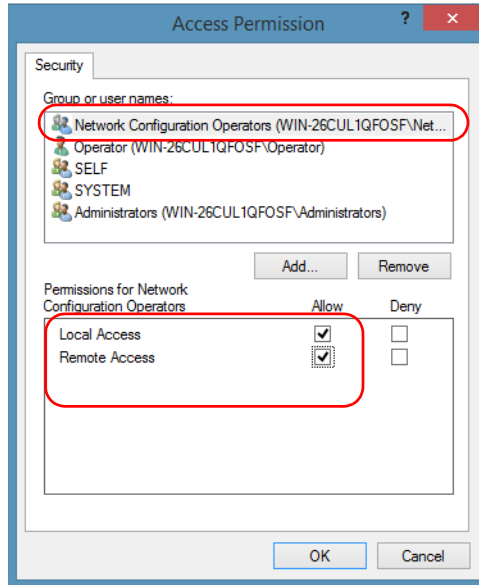 Access Permission
? ×
Security
Group or user names:
Network Configuration Operators (WIN-26CUL1QFOSF\Net...
Operator (WIN-26CUL1QFOSF\Operator)
SELF
SYSTEM
Administrators (WIN-26CUL1QFOSF\Administrators)
Add... Remove
Permissions for Network
Configuration Operators Allow Deny
Local Access
Remote Access
OK Cancel